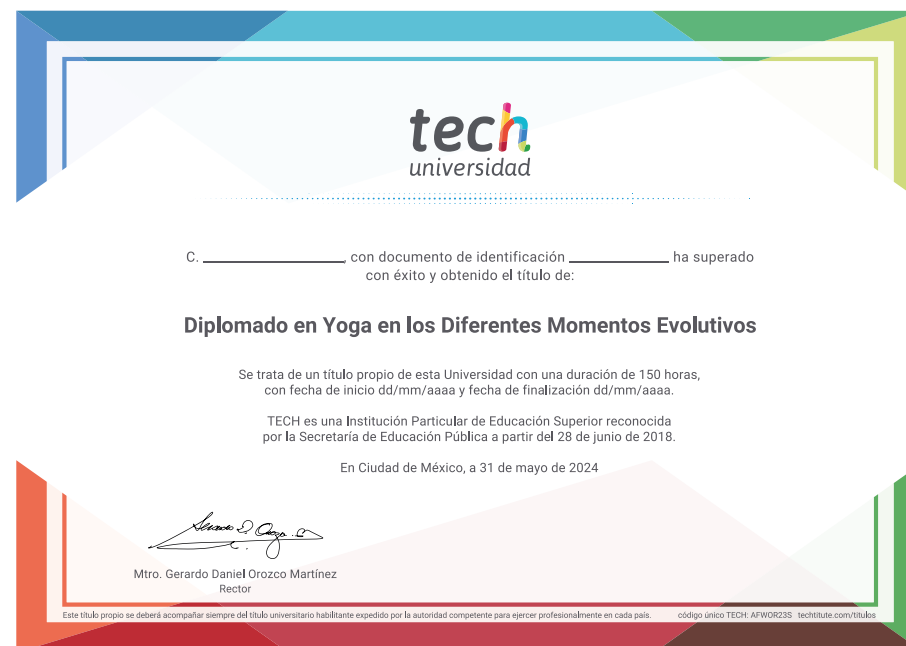 tech
universidad
C. ____________, con documento de identificación ____________ ha superado
con éxito y obtenido el título de:
Diplomado en Yoga en los Diferentes Momentos Evolutivos
Se trata de un título propio de esta Universidad con una duración de 150 horas,
con fecha de inicio dd/mm/aaaa y fecha de finalización dd/mm/aaaa.
TECH es una Institución Particular de Educación Superior reconocida
por la Secretaría de Educación Pública a partir del 28 de junio de 2018.
En Ciudad de México, a 31 de mayo de 2024
Mtro. Gerardo Daniel Orozco Martínez
Rector
Este título propio se deberá acompañar siempre del título universitario habilitante expedido por la autoridad competente para ejercer profesionalmente en cada país. código único TECH: AFWOR23S techtitute.com/titulos